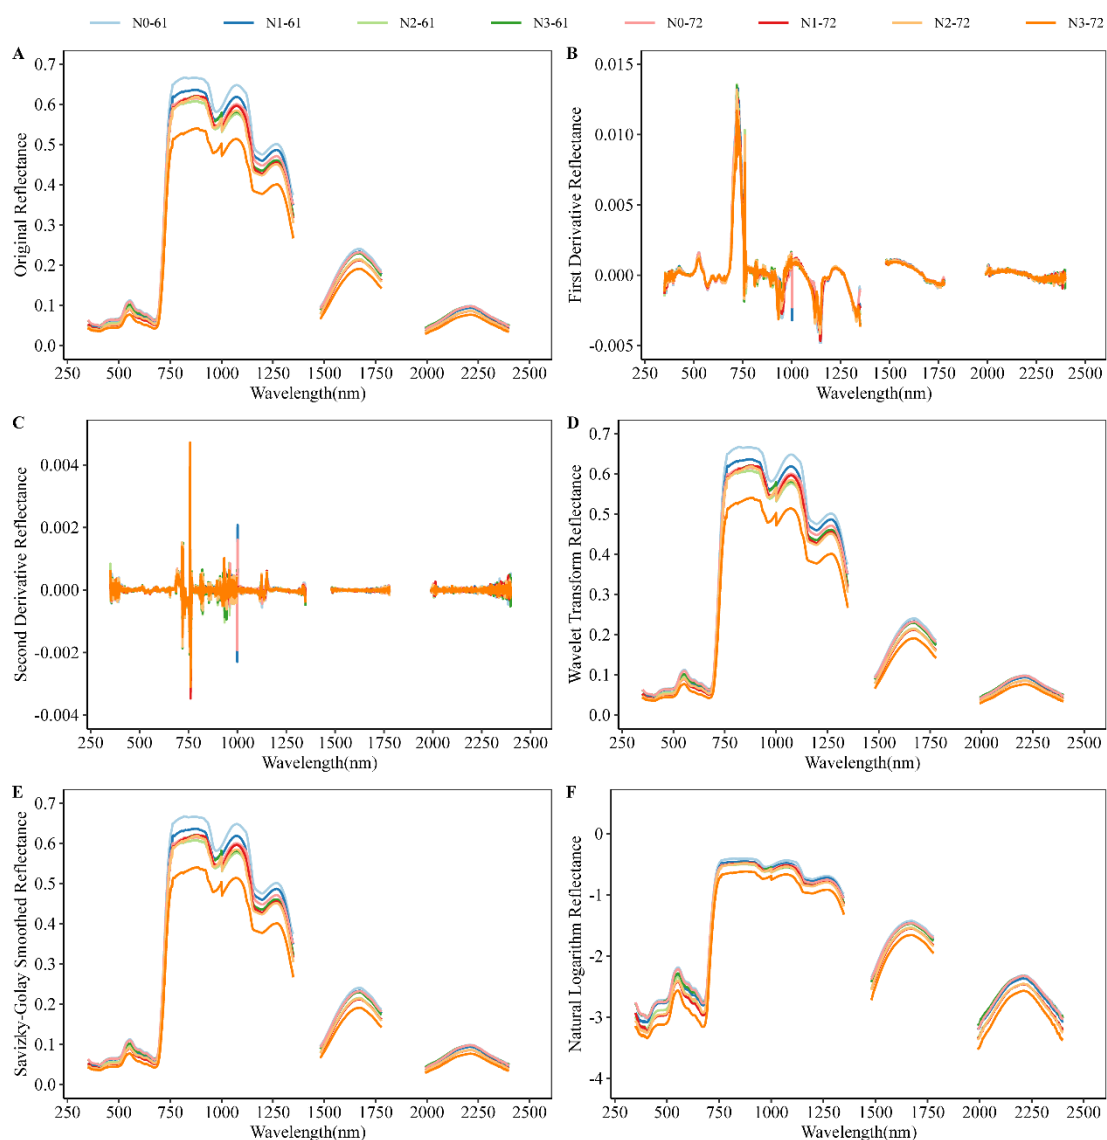 N0-61 N1-61 N2-61 N3-61 N0-72 N1-72 N2-72 N3-72
A
0.7
0.6
0.5
0.4
0.3
0.2
0.1
0.0
Original Reflectance
250 500 750 1000 1250 1500 1750 2000 2250 2500
Wavelength(nm)
B
0.015
0.010
0.005
0.000
-0.005
First Derivative Reflectance
250 500 750 1000 1250 1500 1750 2000 2250 2500
Wavelength(nm)
C
0.004
0.002
0.000
-0.002
-0.004
Second Derivative Reflectance
250 500 750 1000 1250 1500 1750 2000 2250 2500
Wavelength(nm)
D
0.7
0.6
0.5
0.4
0.3
0.2
0.1
0.0
Wavelet Transform Reflectance
250 500 750 1000 1250 1500 1750 2000 2250 2500
Wavelength(nm)
E
0.7
0.6
0.5
0.4
0.3
0.2
0.1
0.0
Savizky-Golay Smoothed Reflectance
250 500 750 1000 1250 1500 1750 2000 2250 2500
Wavelength(nm)
F
0
-1
-2
-3
-4
Natural Logarithm Reflectance
250 500 750 1000 1250 1500 1750 2000 2250 2500
Wavelength(nm)